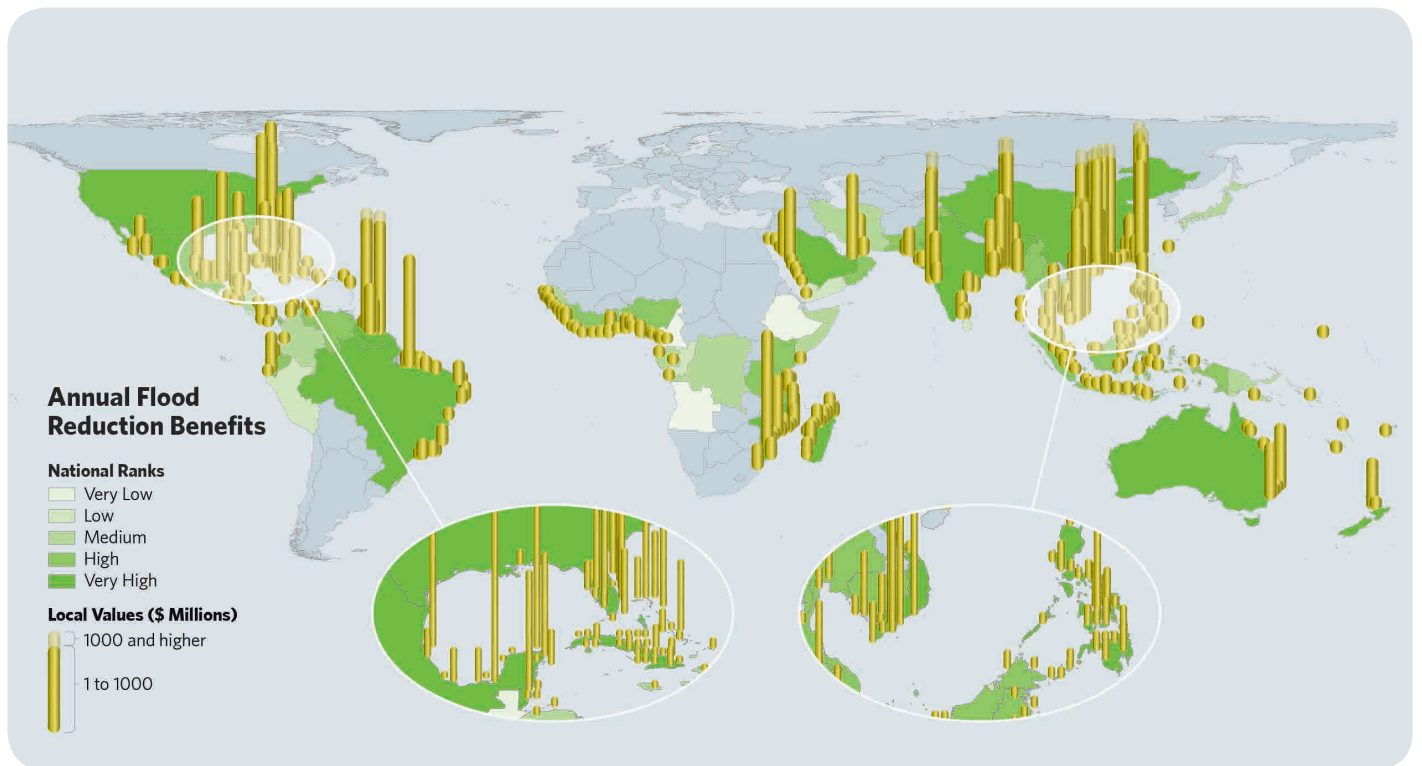 Annual Flood
Reduction Benefits
National Ranks
Very Low
Low
Medium
High
Very High
Local Values ($ Millions)
1000 and higher
1 to 1000